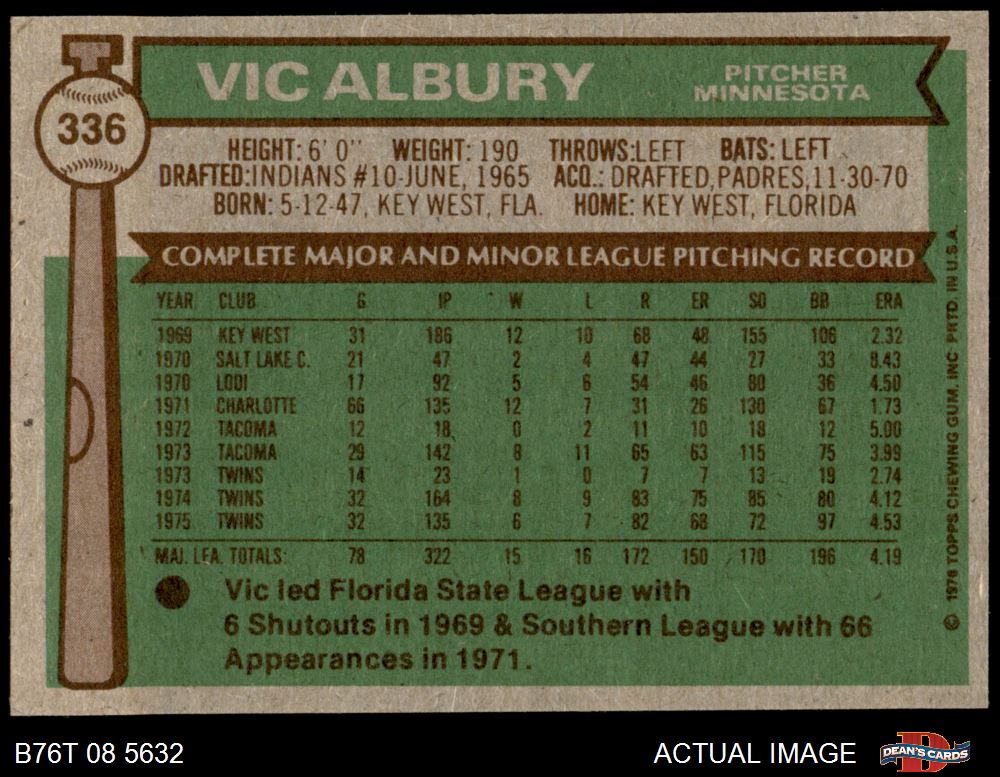 VIC ALBURY
PITCHER
MINNESOTA
336
HEIGHT: 6' 0" WEIGHT: 190 THROWS: LEFT BATS: LEFT
DRAFTED: INDIANS #10-JUNE, 1965 ACQ.: DRAFTED, PADRES, 11-30-70
BORN: 5-12-47, KEY WEST, FLA. HOME: KEY WEST, FLORIDA
COMPLETE MAJOR AND MINOR LEAGUE PITCHING RECORD
YEAR CLUB G IP W L R ER SO BB ERA
1969 KEY WEST 31 186 12 10 68 48 155 106 2.32
1970 SALT LAKE C. 21 47 2 4 47 44 27 33 8.43
1970 LODI 17 92 5 6 54 46 80 36 4.50
1971 CHARLOTTE 66 135 12 7 31 26 130 67 1.73
1972 TACOMA 12 18 0 2 11 10 18 12 5.00
1973 TACOMA 29 142 8 11 65 63 115 75 3.99
1973 TWINS 14 23 1 0 7 7 13 19 2.74
1974 TWINS 32 164 8 9 83 75 85 80 4.12
1975 TWINS 32 135 6 7 82 68 72 97 4.53
MAJ. LEA. TOTALS: 78 322 15 16 172 150 170 196 4.19
Vic led Florida State League with
6 Shutouts in 1969 & Southern League with 66
Appearances in 1971.
© 1976 TOPPS CHEWING GUM, INC PRTD. IN U.S.A.
B76T 08 5632
ACTUAL IMAGE
D
DEAN'S CARDS